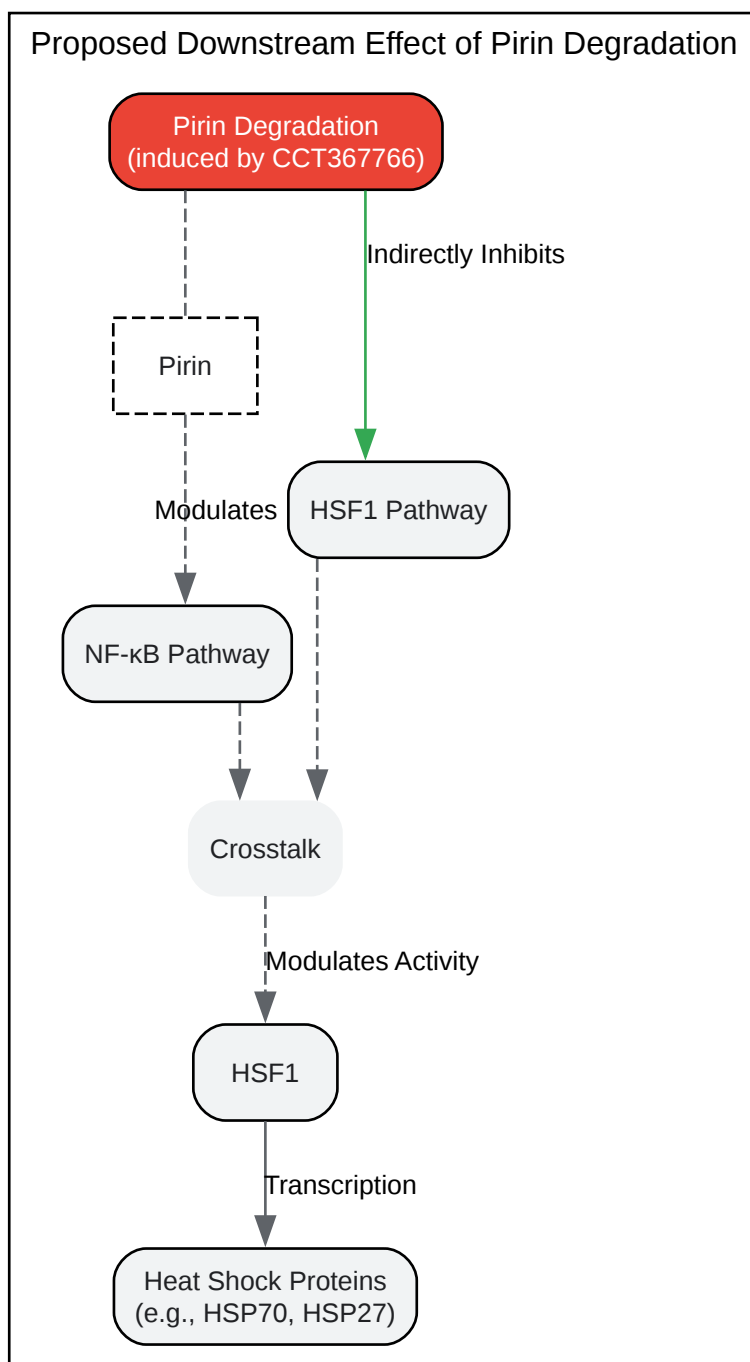 Proposed Downstream Effect of Pirin Degradation
Pirin Degradation
(induced by CCT367766)
Indirectly Inhibits
Pirin
Modulates
HSF1 Pathway
NF-κB Pathway
Crosstalk
Modulates Activity
HSF1
Transcription
Heat Shock Proteins
(e.g., HSP70, HSP27)